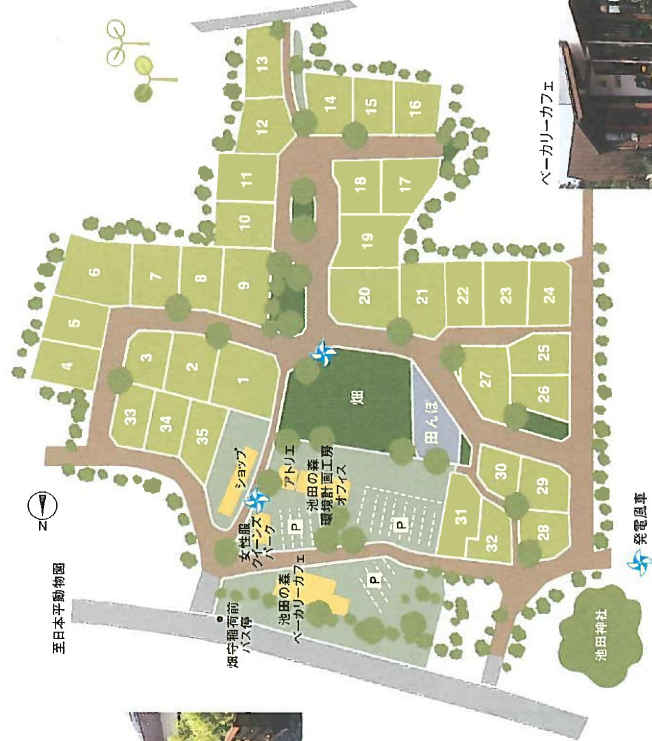 至日本平動物園
N
畑守稲荷前
バス停
池田の森
ベーカリーカフェ
女性服
クイーンズ
パーク
ショップ
アトリエ
池田の森
環境計画工房
オフィス
P
P
P
畑
田んぼ
池田神社
発電風車
ベーカリーカフェ
1
2
3
4
5
6
7
8
9
10
11
12
13
14
15
16
17
18
19
20
21
22
23
24
25
26
27
28
29
30
31
32
33
34
35